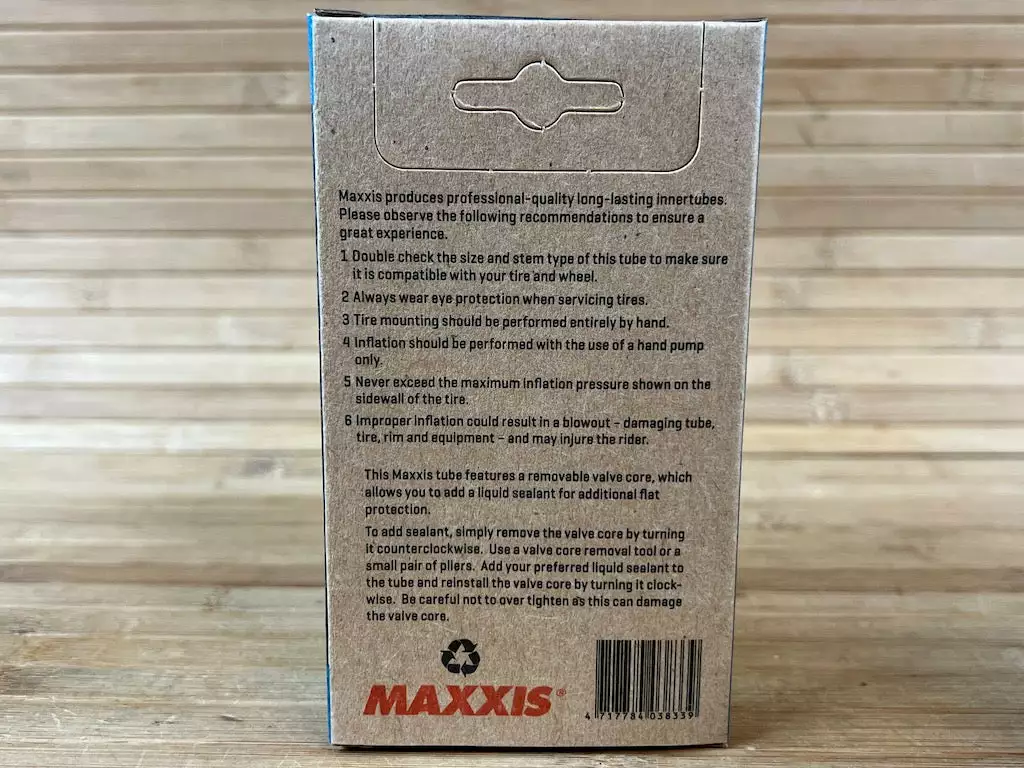 Maxxis produces professional-quality long-lasting innertubes.
Please observe the following recommendations to ensure a
great experience.
1 Double check the size and stem type of this tube to make sure
it is compatible with your tire and wheel.
2 Always wear eye protection when servicing tires.
3 Tire mounting should be performed entirely by hand.
4 Inflation should be performed with the use of a hand pump
only.
5 Never exceed the maximum inflation pressure shown on the
sidewall of the tire.
6 Improper inflation could result in a blowout – damaging tube,
tire, rim and equipment – and may injure the rider.
This Maxxis tube features a removable valve core, which
allows you to add a liquid sealant for additional flat
protection.
To add sealant, simply remove the valve core by turning
it counterclockwise. Use a valve core removal tool or a
small pair of pliers. Add your preferred liquid sealant to
the tube and reinstall the valve core by turning it clock-
wise. Be careful not to over tighten as this can damage
the valve core.
MAXXIS®
4 717784 038339